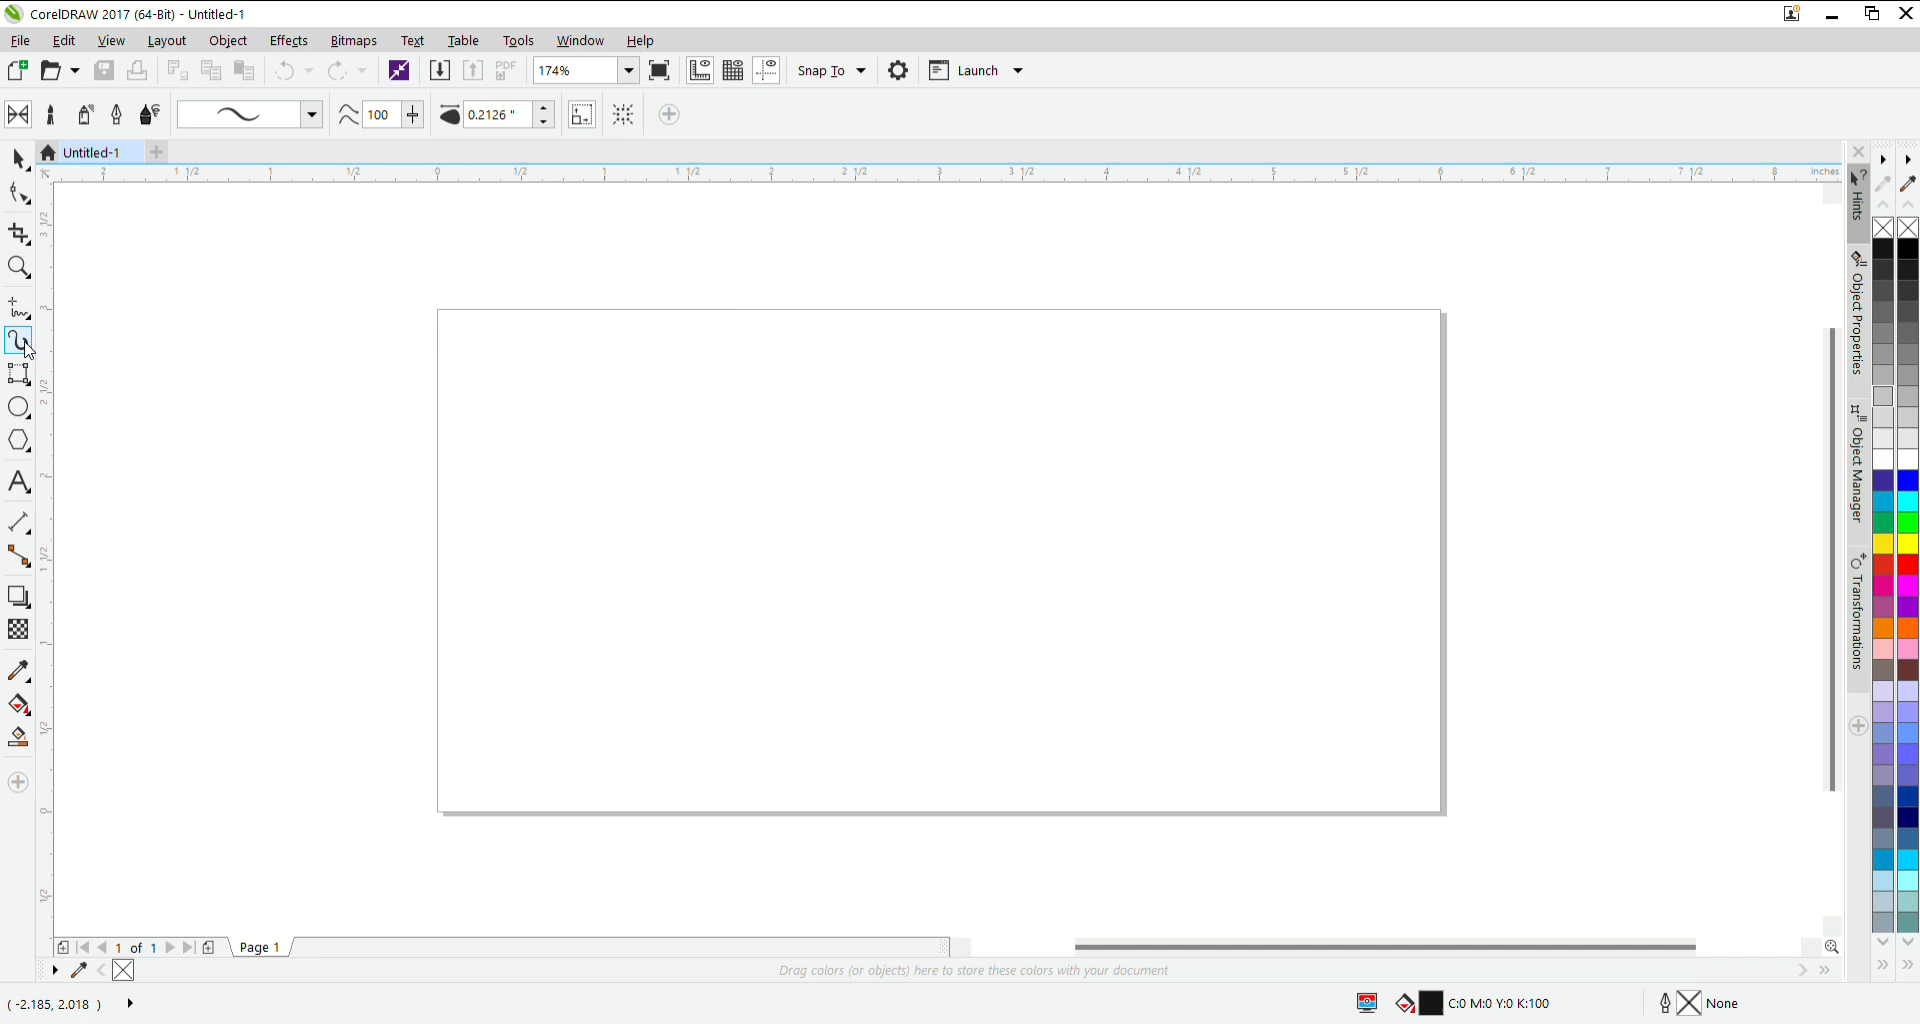 CorelDRAW 2017 (64-Bit) - Untitled-1
File Edit View Layout Object Effects Bitmaps Text Table Tools Window Help
PDF 174% Snap To Launch
100 0.2126 "
Untitled-1
2 1 1/2 1 1/2 0 1/2 1 1 1/2 2 2 1/2 3 3 1/2 4 4 1/2 5 5 1/2 6 6 1/2 7 7 1/2 8 inches
3 1/2
3
2 1/2
2
1 1/2
1
1/2
0
1/2
Hints
Object Properties
Object Manager
Transformations
1 of 1 Page 1
Drag colors (or objects) here to store these colors with your document
( -2.185, 2.018 ) C:0 M:0 Y:0 K:100 None